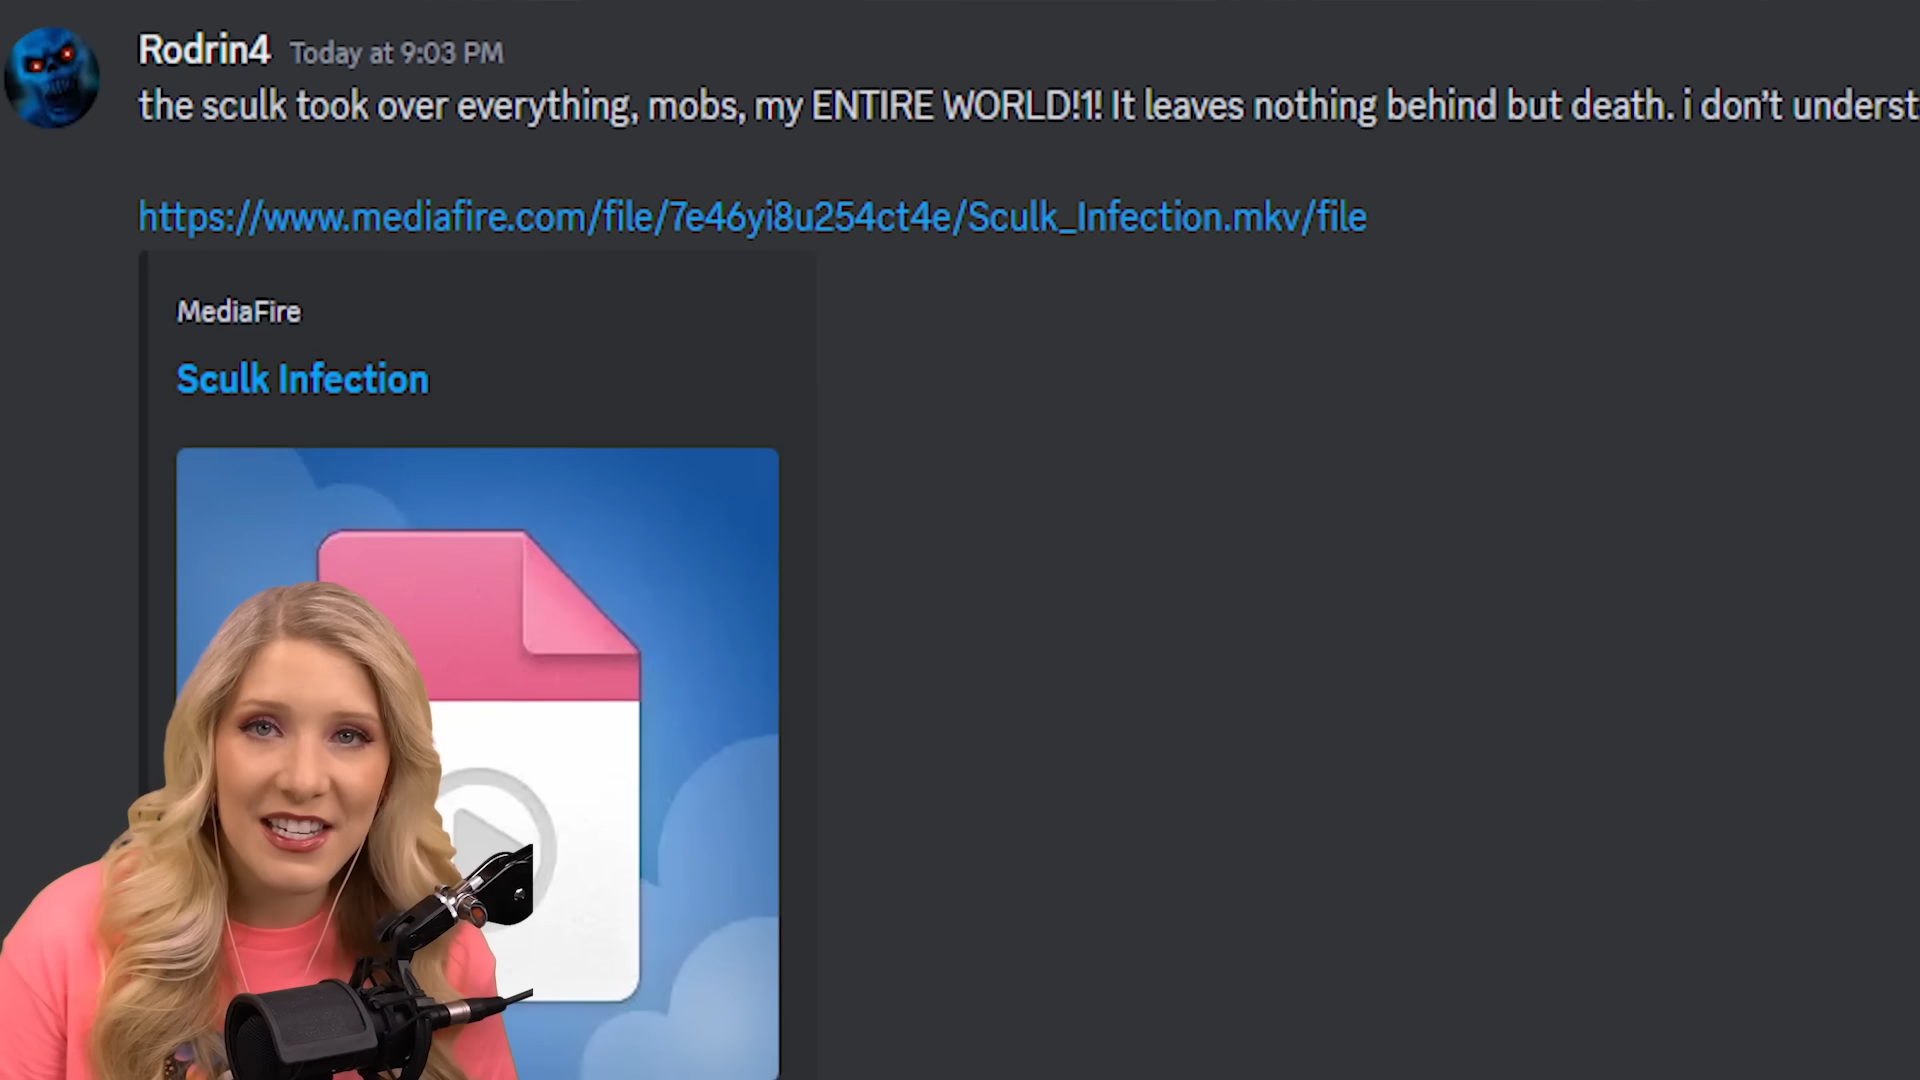 Rodrin4 Today at 9:03 PM
the sculk took over everything, mobs, my ENTIRE WORLD!1! It leaves nothing behind but death. i don't underst
https://www.mediafire.com/file/7e46yi8u254ct4e/Sculk_Infection.mkv/file
MediaFire
Sculk Infection